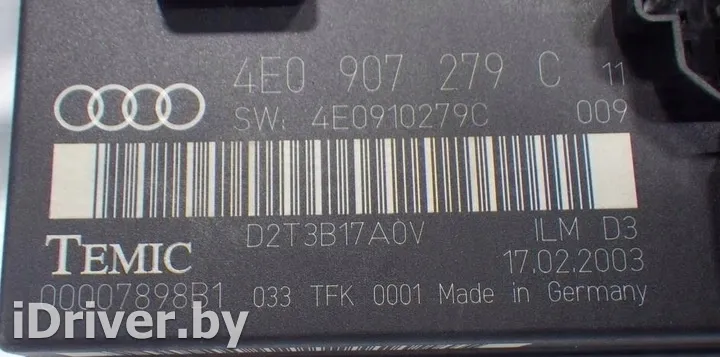 4E0 907 279 C 11
SW: 4E0910279C 009
D2T3B17A0V ILM D3
TEMIC 17.02.2003
00007898B1 033 TFK 0001 Made in Germany
iDriver.by